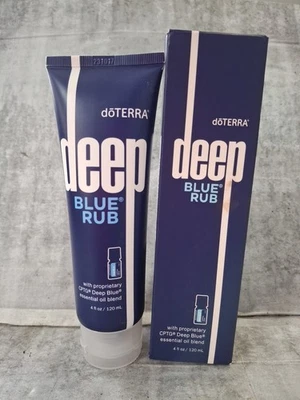 dōTERRA®
deep
BLUE®
RUB
with proprietary
CPTG® Deep Blue®
essential oil blend
4 fl oz / 120 mL
dōTERRA®
deep
BLUE®
RUB
with proprietary
CPTG® Deep Blue®
essential oil blend
4 fl oz / 120 mL